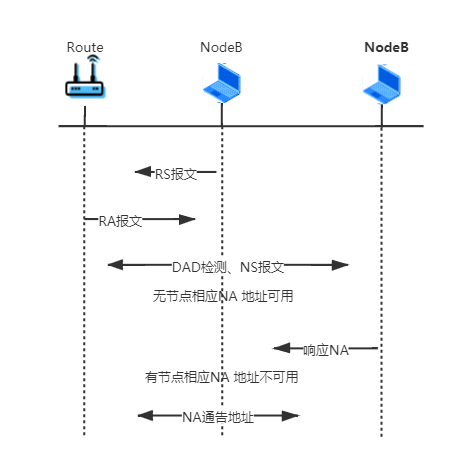 Route
NodeB
NodeB
RS报文
RA报文
DAD检测、NS报文
无节点相应NA 地址可用
响应NA
有节点相应NA 地址不可用
NA通告地址